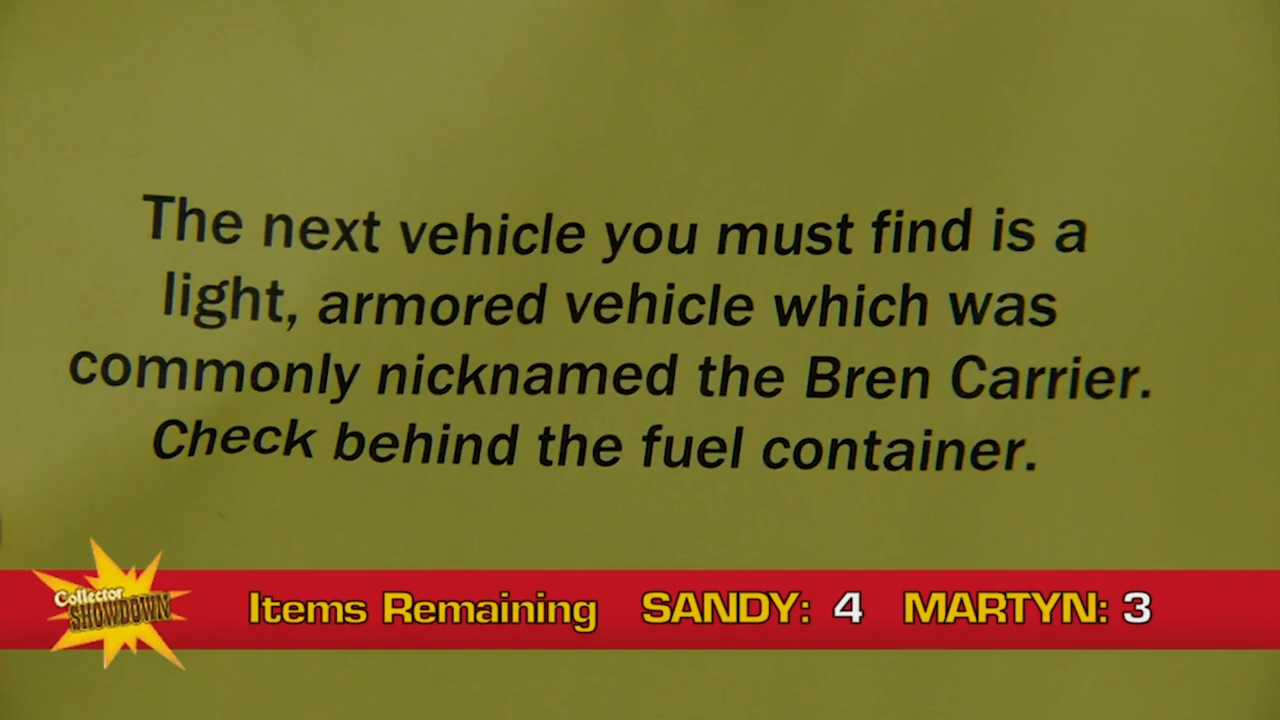 The next vehicle you must find is a
light, armored vehicle which was
commonly nicknamed the Bren Carrier.
Check behind the fuel container.
Collector
SHOWDOWN
Items Remaining SANDY: 4 MARTYN: 3